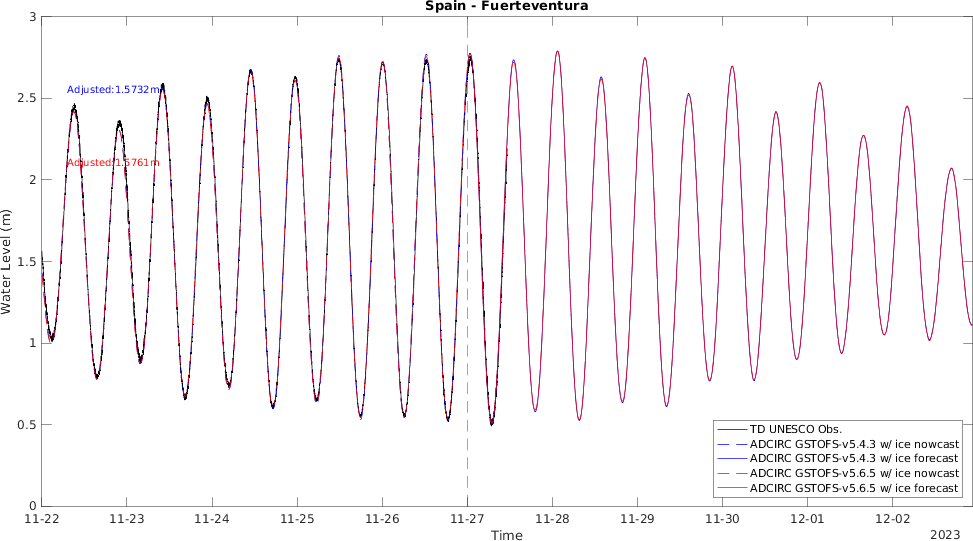 Spain - Fuerteventura
3
2.5
2
1.5
1
0.5
0
Water Level (m)
Adjusted:1.5732m
Adjusted:1.5761m
TD UNESCO Obs.
ADCIRC GSTOFS-v5.4.3 w/ ice nowcast
ADCIRC GSTOFS-v5.4.3 w/ ice forecast
ADCIRC GSTOFS-v5.6.5 w/ ice nowcast
ADCIRC GSTOFS-v5.6.5 w/ ice forecast
11-22 11-23 11-24 11-25 11-26 11-27 11-28 11-29 11-30 12-01 12-02
Time
2023